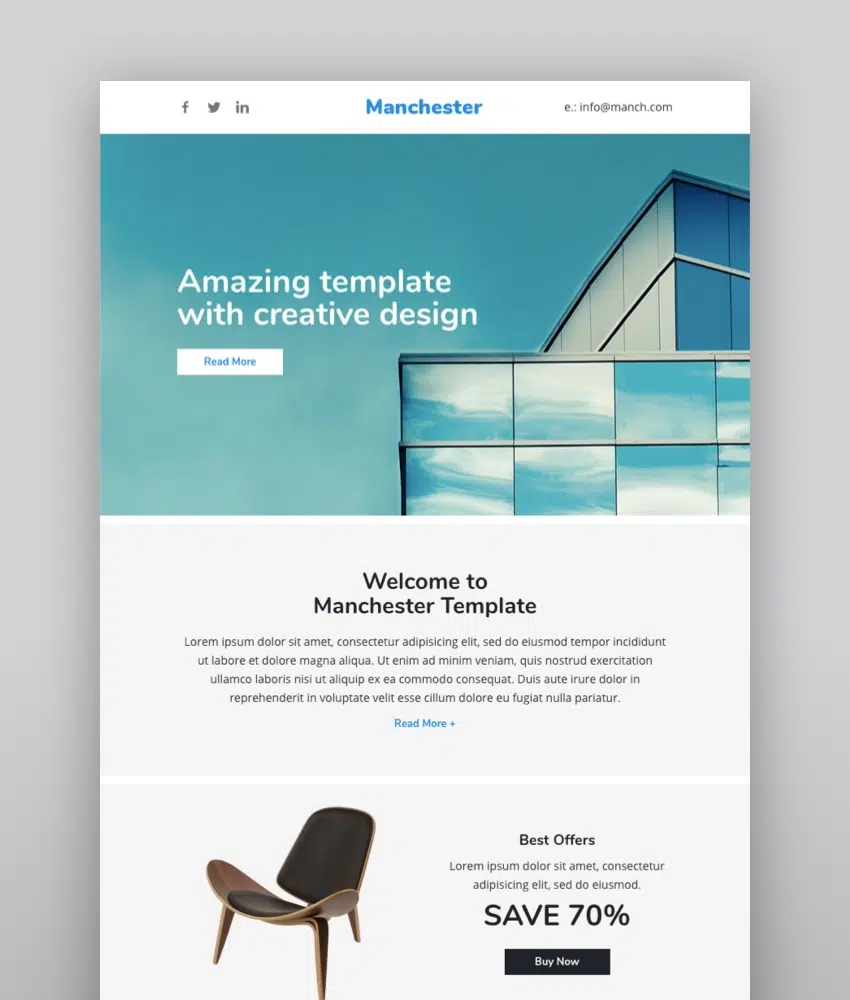 Manchester
e.: info@manch.com
Amazing template
with creative design
Read More
Welcome to
Manchester Template
Lorem ipsum dolor sit amet, consectetur adipisicing elit, sed do eiusmod tempor incididunt
ut labore et dolore magna aliqua. Ut enim ad minim veniam, quis nostrud exercitation
ullamco laboris nisi ut aliquip ex ea commodo consequat. Duis aute irure dolor in
reprehenderit in voluptate velit esse cillum dolore eu fugiat nulla pariatur.
Read More +
Best Offers
Lorem ipsum dolor sit amet, consectetur
adipisicing elit, sed do eiusmod.
SAVE 70%
Buy Now